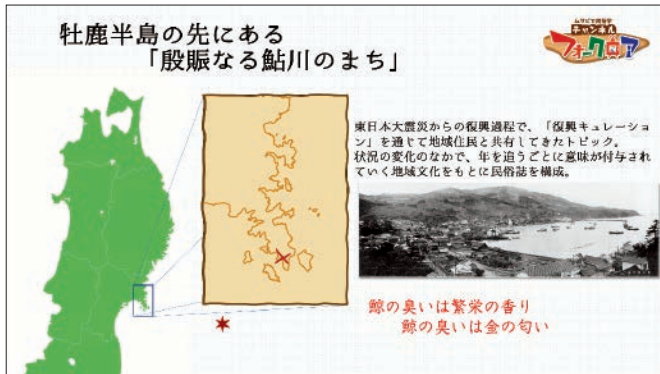 牡鹿半島の先にある
「殷賑なる鮎川のまち」
チャンネル
フォークロア
東日本大震災からの復興過程で、「復興キュレーショ
ン」を通じて地域住民と共有してきたトピック。
状況の変化のなかで、年を追うごとに意味が付与され
ていく地域文化をもとに民俗誌を構成。
鯨の臭いは繁栄の香り
鯨の臭いは金の匂い